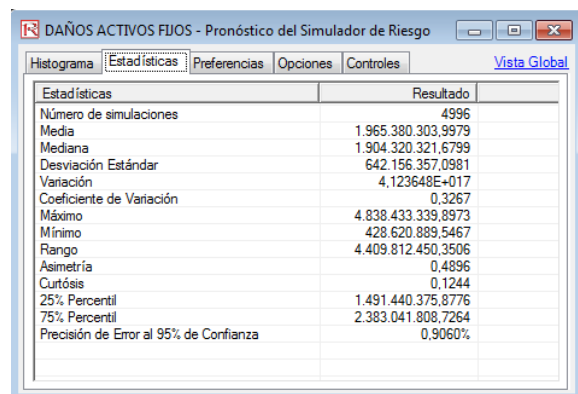 DAÑOS ACTIVOS FIJOS - Pronóstico del Simulador de Riesgo
Histograma Estadísticas Preferencias Opciones Controles Vista Global
Estadísticas Resultado
Número de simulaciones 4996
Media 1.965.380.303,9979
Mediana 1.904.320.321,6799
Desviación Estándar 642.156.357,0981
Variación 4,123648E+017
Coeficiente de Variación 0,3267
Máximo 4.838.433.339,8973
Mínimo 428.620.889,5467
Rango 4.409.812.450,3506
Asimetría 0,4896
Curtósis 0,1244
25% Percentil 1.491.440.375,8776
75% Percentil 2.383.041.808,7264
Precisión de Error al 95% de Confianza 0,9060%